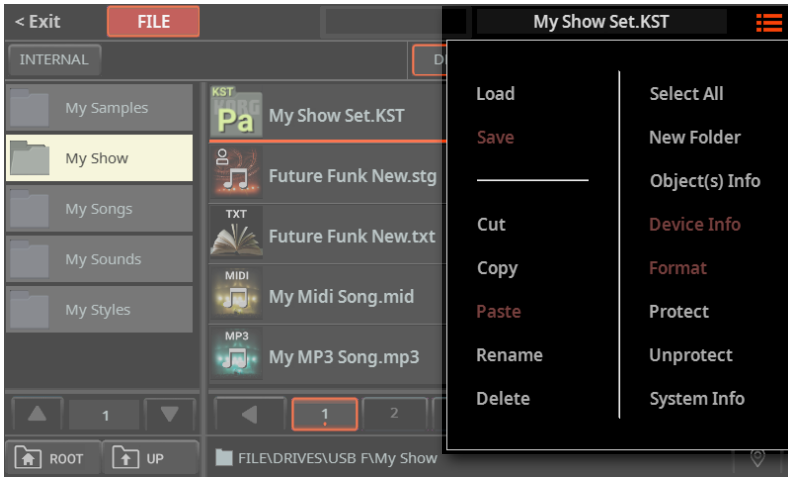 < Exit
FILE
My Show Set.KST
INTERNAL
My Samples
My Show
My Songs
My Sounds
My Styles
KST
KORG
Pa
My Show Set.KST
Future Funk New.stg
TXT
Future Funk New.txt
MIDI
My Midi Song.mid
MP3
My MP3 Song.mp3
Load
Save
Cut
Copy
Paste
Rename
Delete
Select All
New Folder
Object(s) Info
Device Info
Format
Protect
Unprotect
System Info
1
1
2
ROOT
UP
FILE\DRIVES\USB F\My Show